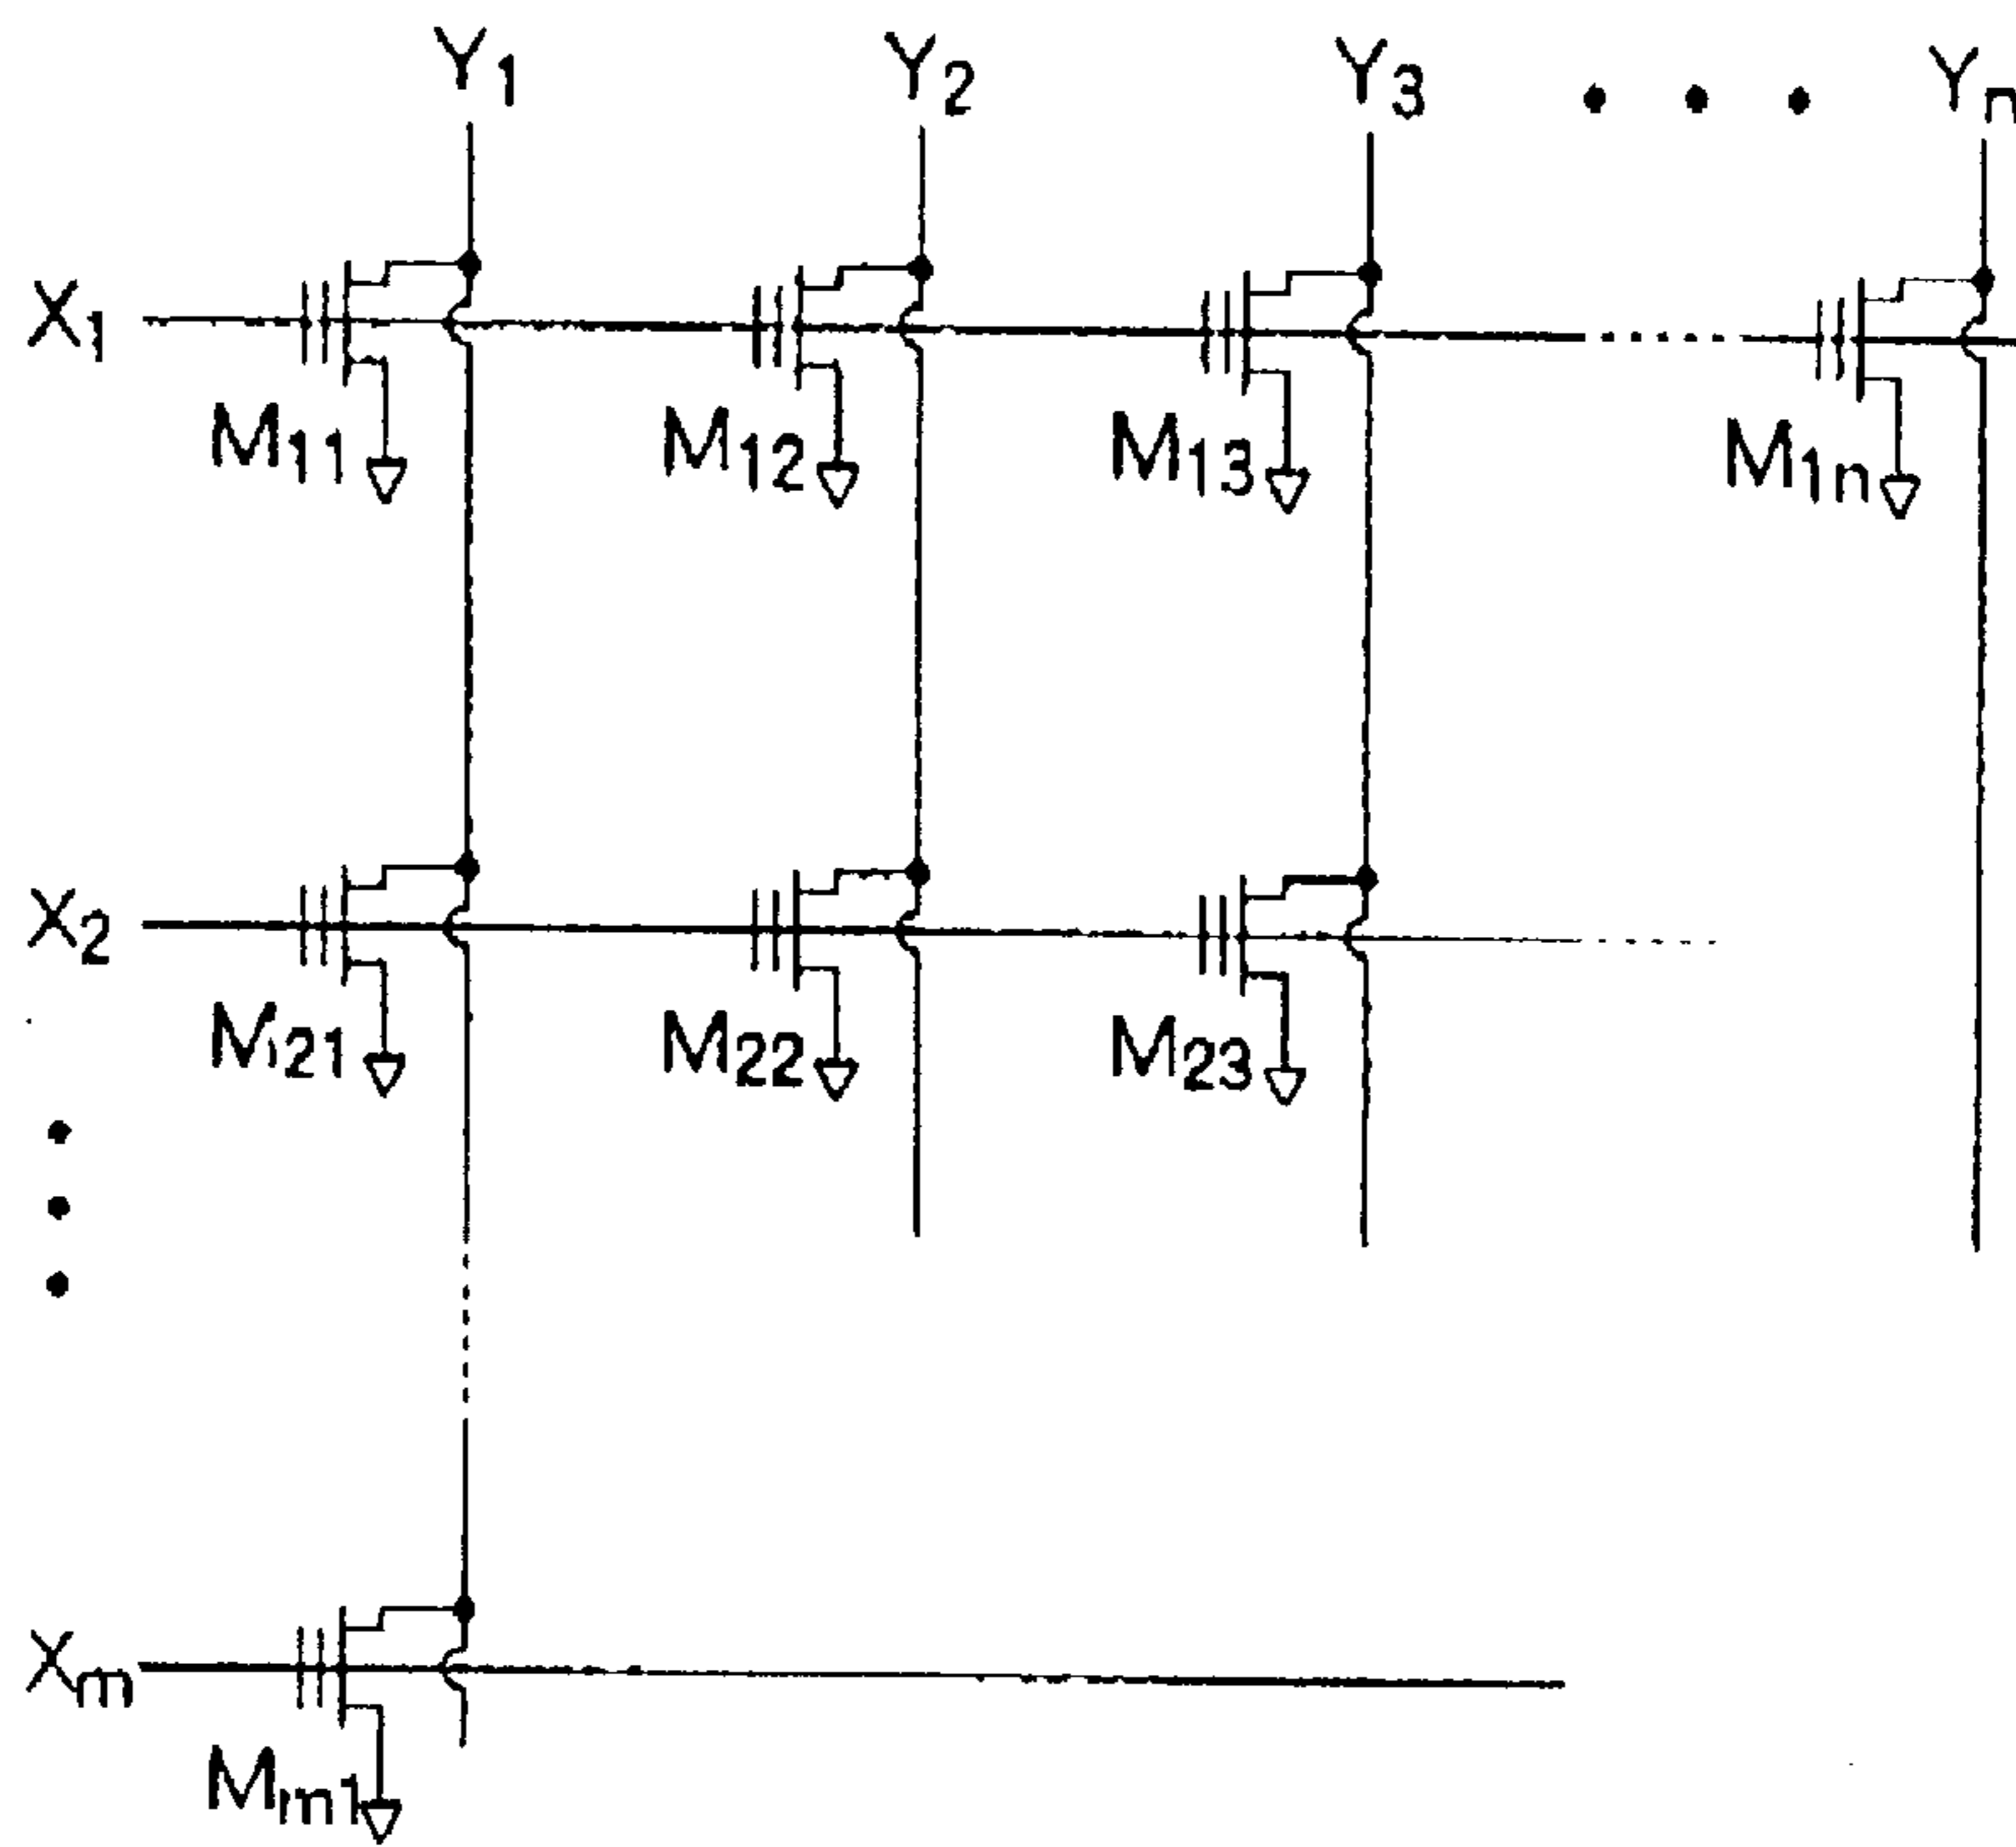 Y1 Y2 Y3 • • • Yn
X1
M11 M12 M13 M1n
X2
M21 M22 M23
•
•
•
Xm
Mm1